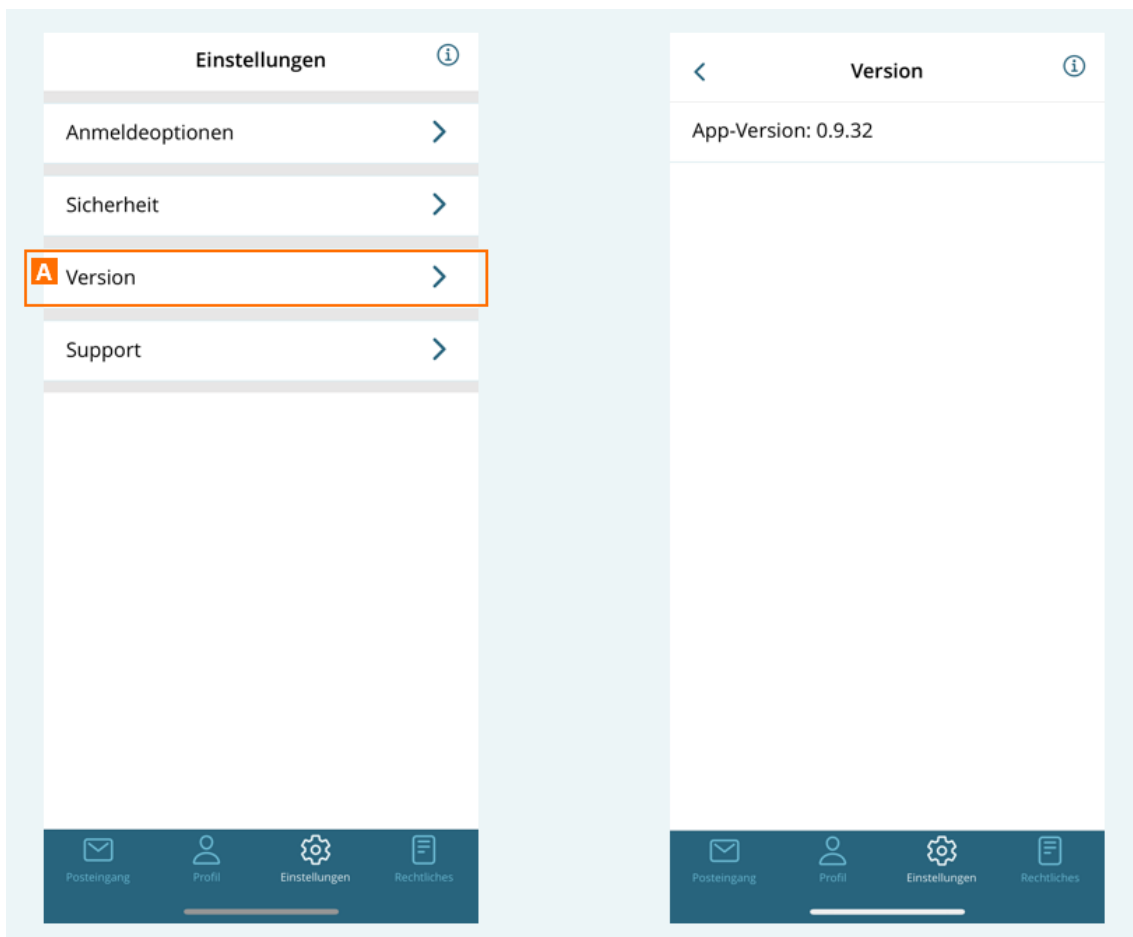 Einstellungen
Anmeldeoptionen
Sicherheit
A Version
Support
Posteingang Profil Einstellungen Rechtliches
Version
App-Version: 0.9.32
Posteingang Profil Einstellungen Rechtliches